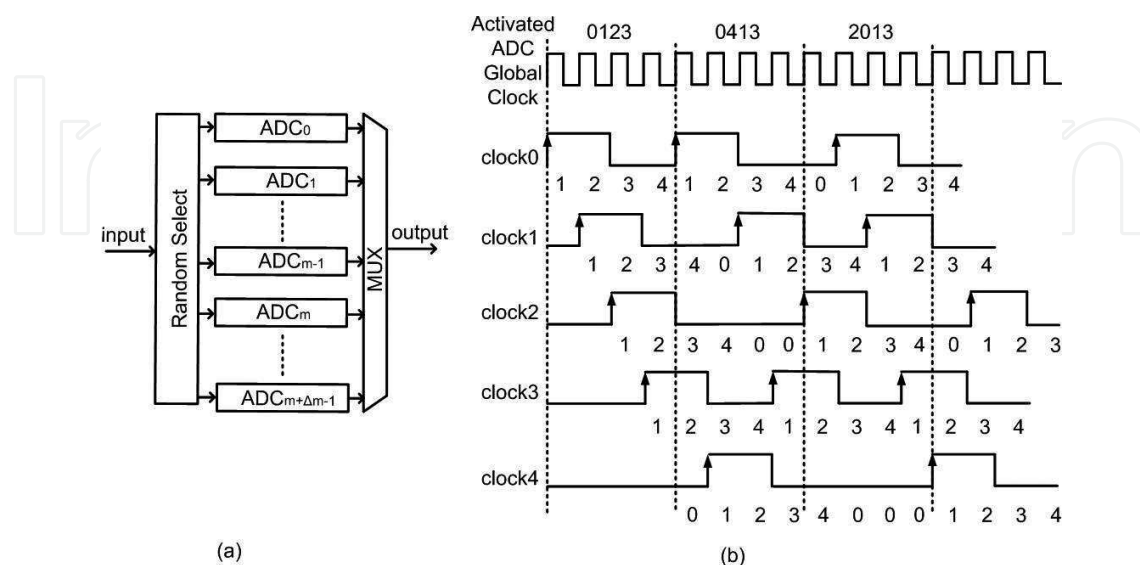 Activated
ADC
Global
Clock
0123 0413 2013
input
Random Select
ADC0
ADC1
ADCm-1
ADCm
ADCm+Δm-1
MUX
output
clock0
1 2 3 4 1 2 3 4 0 1 2 3 4
clock1
1 2 3 4 0 1 2 3 4 1 2 3 4
clock2
1 2 3 4 0 0 1 2 3 4 0 1 2 3
clock3
1 2 3 4 1 2 3 4 1 2 3 4
clock4
0 1 2 3 4 0 0 0 1 2 3 4
(a)
(b)